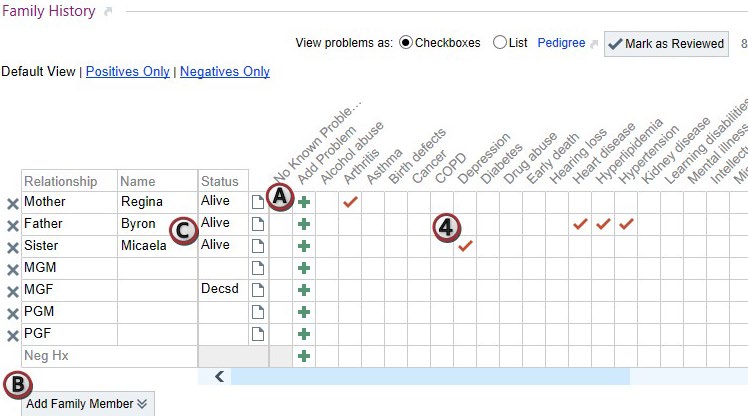 Family History
View problems as: Checkboxes List Pedigree Mark as Reviewed 8
Default View | Positives Only | Negatives Only
No Known Proble...
Add Problem
Alcohol abuse
Arthritis
Asthma
Birth defects
Cancer
COPD
Depression
Diabetes
Drug abuse
Early death
Hearing loss
Heart disease
Hyperlipidemia
Hypertension
Kidney disease
Learning disabilities
Mental illness
Intellect
Mi
Relationship Name Status
A
Mother Regina Alive
Father Byron C Alive 4
Sister Micaela Alive
MGM
MGF Decsd
PGM
PGF
Neg Hx
B
Add Family Member